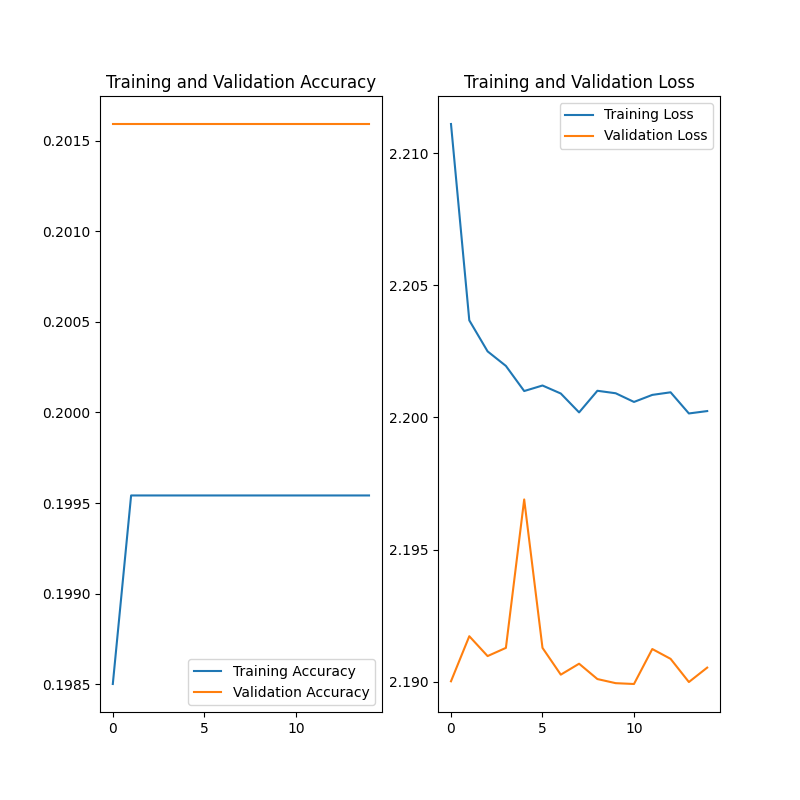 Training and Validation Accuracy
0.2015
0.2010
0.2005
0.2000
0.1995
0.1990
0.1985
0 5 10
Training Accuracy
Validation Accuracy
Training and Validation Loss
2.210
2.205
2.200
2.195
2.190
0 5 10
Training Loss
Validation Loss